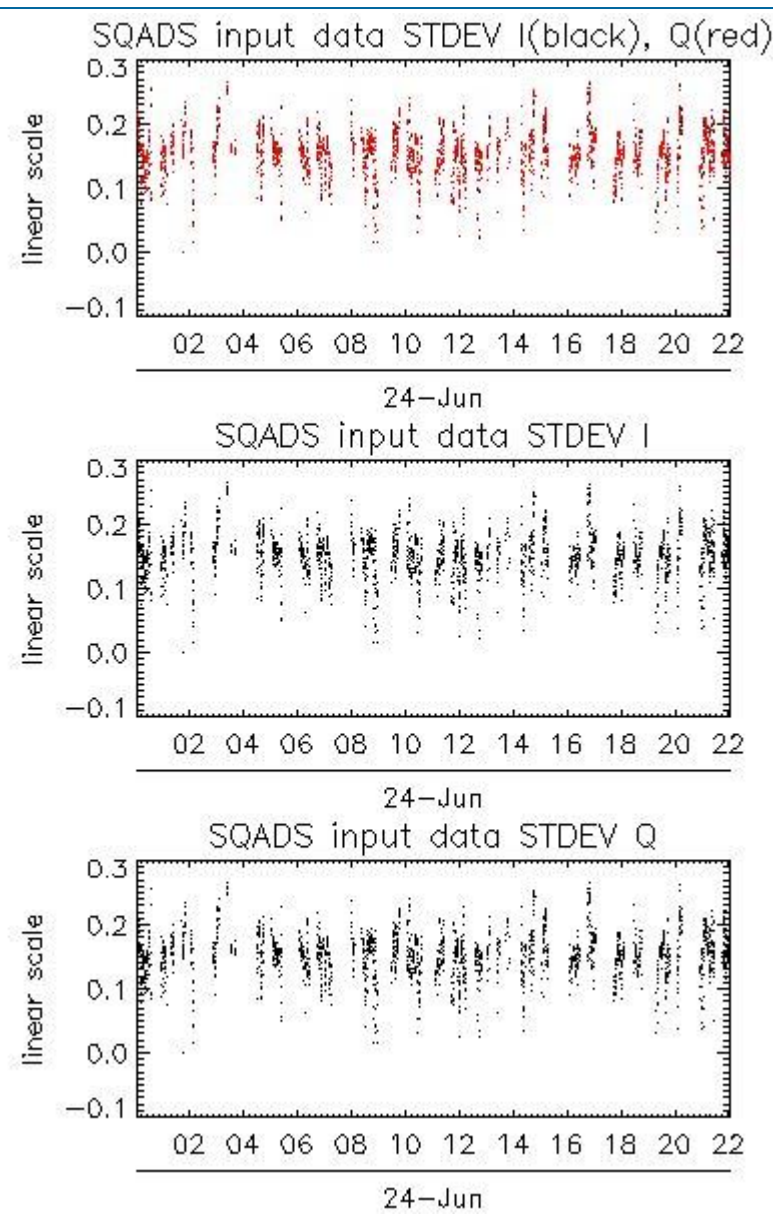 SQADS input data STDEV I(black), Q(red)
0.3
0.2
0.1
0.0
−0.1
linear scale
02 04 06 08 10 12 14 16 18 20 22
24−Jun
SQADS input data STDEV I
0.3
0.2
0.1
0.0
−0.1
linear scale
02 04 06 08 10 12 14 16 18 20 22
24−Jun
SQADS input data STDEV Q
0.3
0.2
0.1
0.0
−0.1
linear scale
02 04 06 08 10 12 14 16 18 20 22
24−Jun